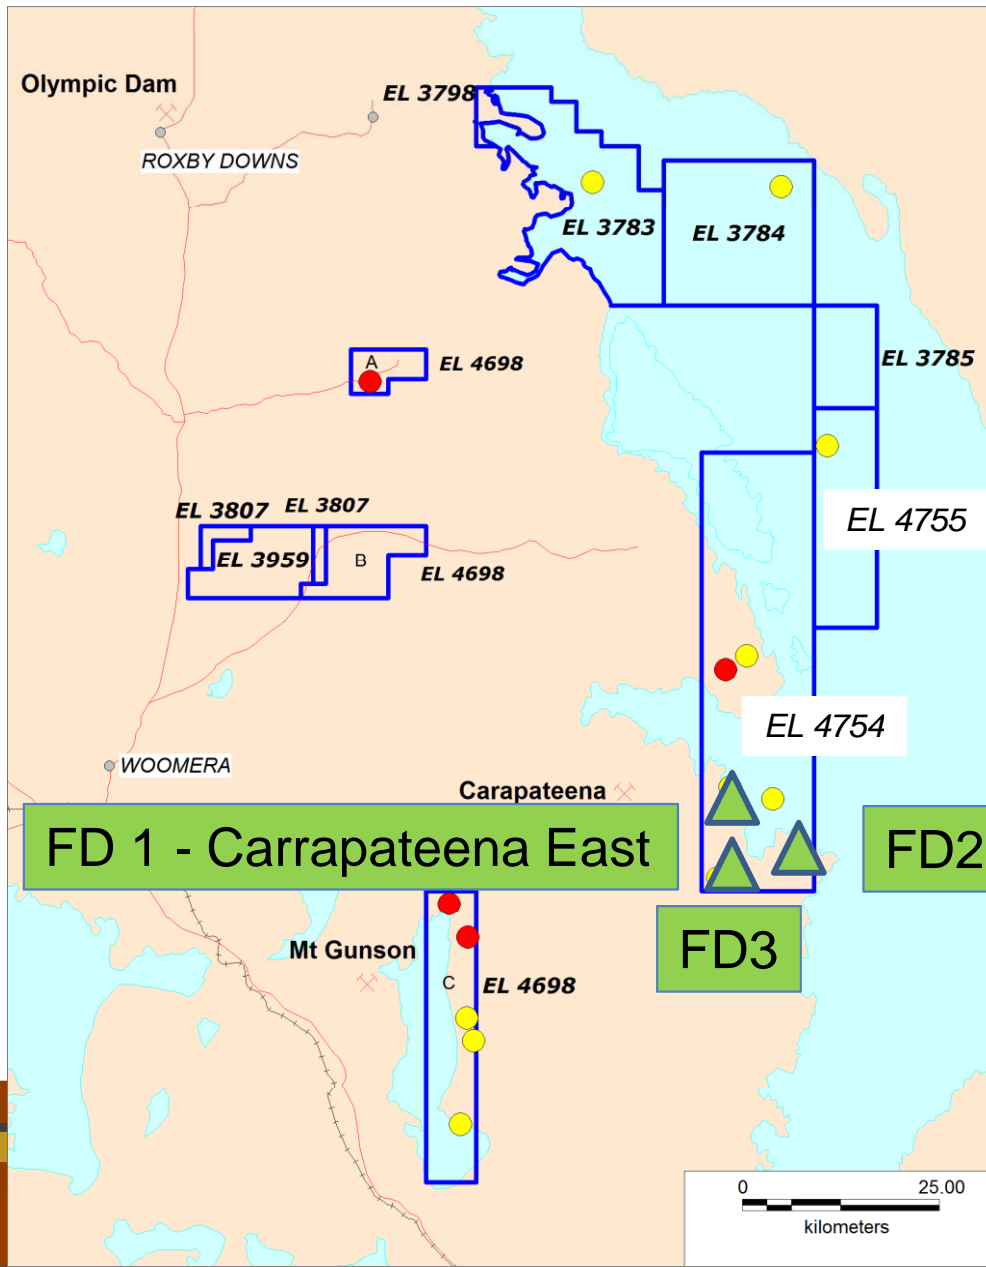 Olympic Dam
EL 3798
ROXBY DOWNS
EL 3783
EL 3784
A
EL 4698
EL 3785
EL 3807
EL 3807
EL 4755
EL 3959
B
EL 4698
EL 4754
WOOMERA
Carapateena
FD 1 - Carrapateena East
FD2
FD3
Mt Gunson
C
EL 4698
0
25.00
kilometers